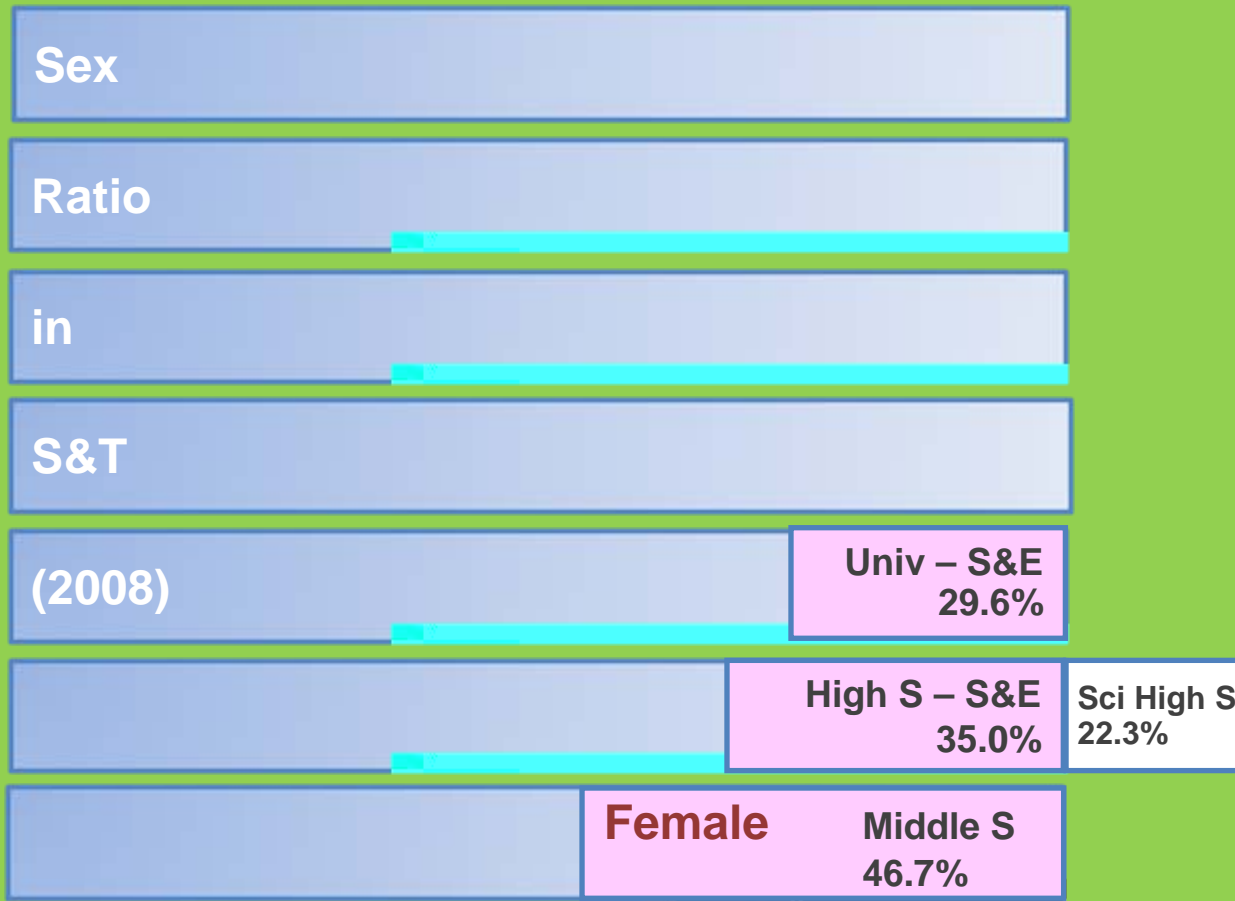 Sex
Ratio
in
S&T
(2008)
Univ – S&E
29.6%
High S – S&E
35.0%
Sci High S
22.3%
Female
Middle S
46.7%